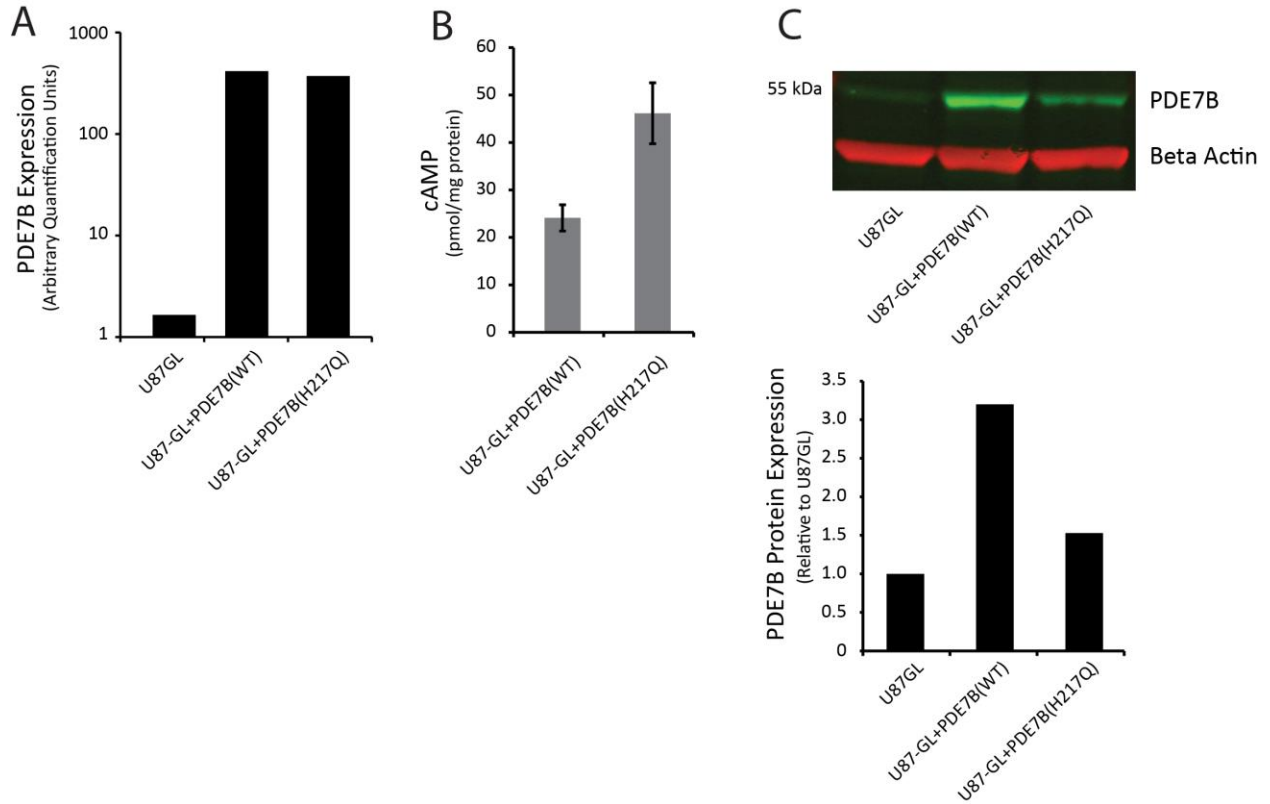 A
PDE7B Expression
(Arbitrary Quantification Units)
1000
100
10
1
U87GL
U87-GL+PDE7B(WT)
U87-GL+PDE7B(H217Q)
B
cAMP
(pmol/mg protein)
60
50
40
30
20
10
0
U87-GL+PDE7B(WT)
U87-GL+PDE7B(H217Q)
C
55 kDa
PDE7B
Beta Actin
U87GL
U87-GL+PDE7B(WT)
U87-GL+PDE7B(H217Q)
PDE7B Protein Expression
(Relative to U87GL)
3.5
3.0
2.5
2.0
1.5
1.0
0.5
0
U87GL
U87-GL+PDE7B(WT)
U87-GL+PDE7B(H217Q)